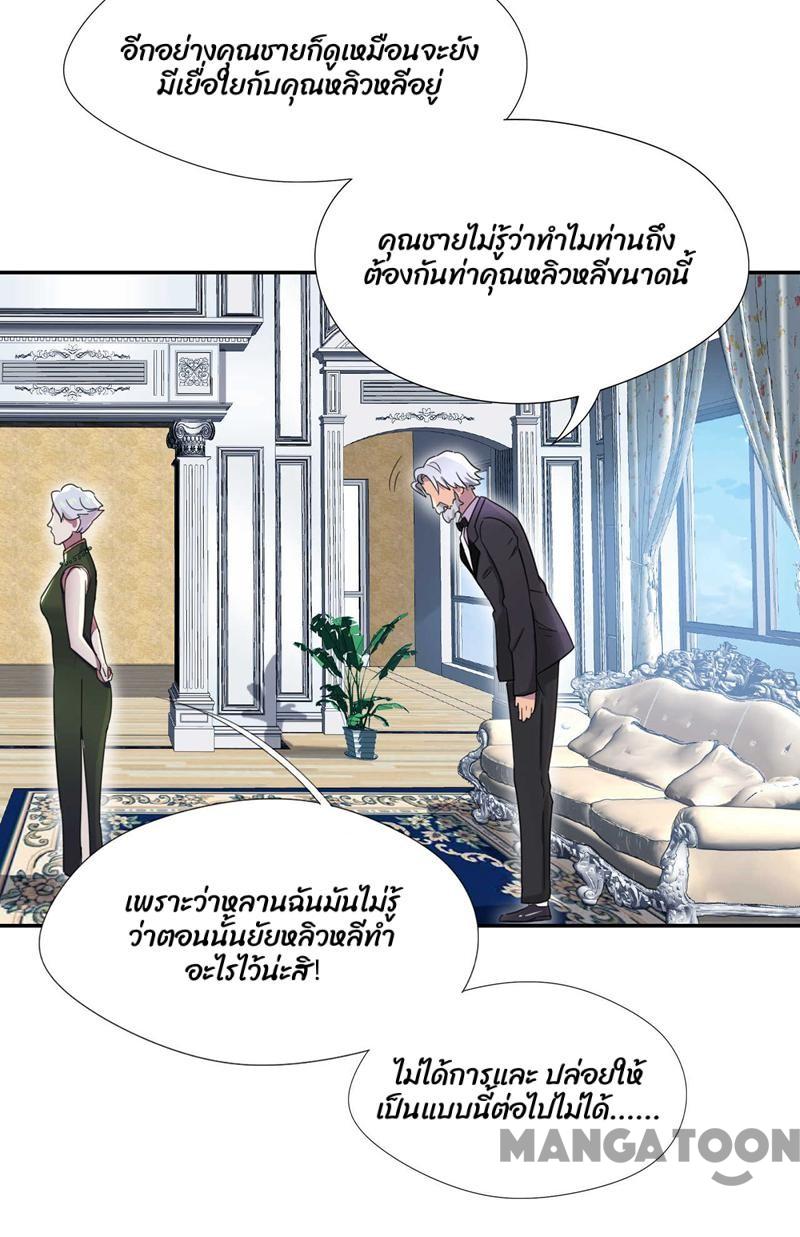 อีกอย่างคุณชายก็ดูเหมือนจะยัง
มีเยื่อใยกับคุณหลิวหลีอยู่
คุณชายไม่รู้ว่าทำไมท่านถึง
ต้องกันท่าคุณหลิวหลีขนาดนี้
เพราะว่าหลานฉันมันไม่รู้
ว่าตอนนั้นยัยหลิวหลีทำ
อะไรไว้น่ะสิ!
ไม่ได้การและ ปล่อยให้
เป็นแบบนี้ต่อไปไม่ได้......
MANGATOON